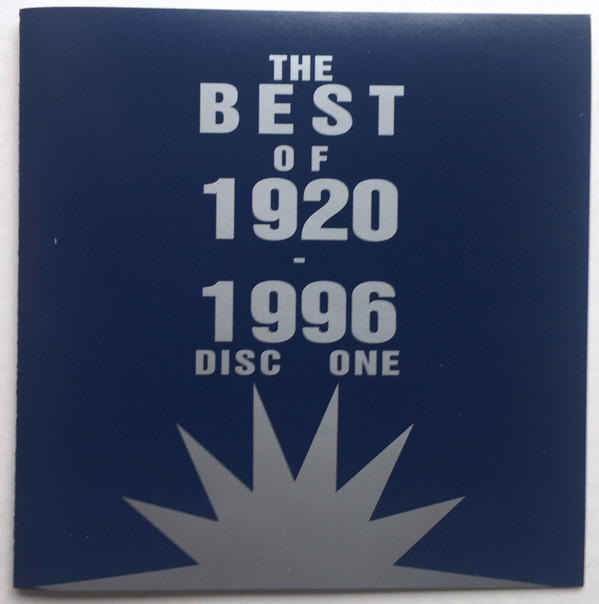 THE
BEST
OF
1920
-
1996
DISC ONE